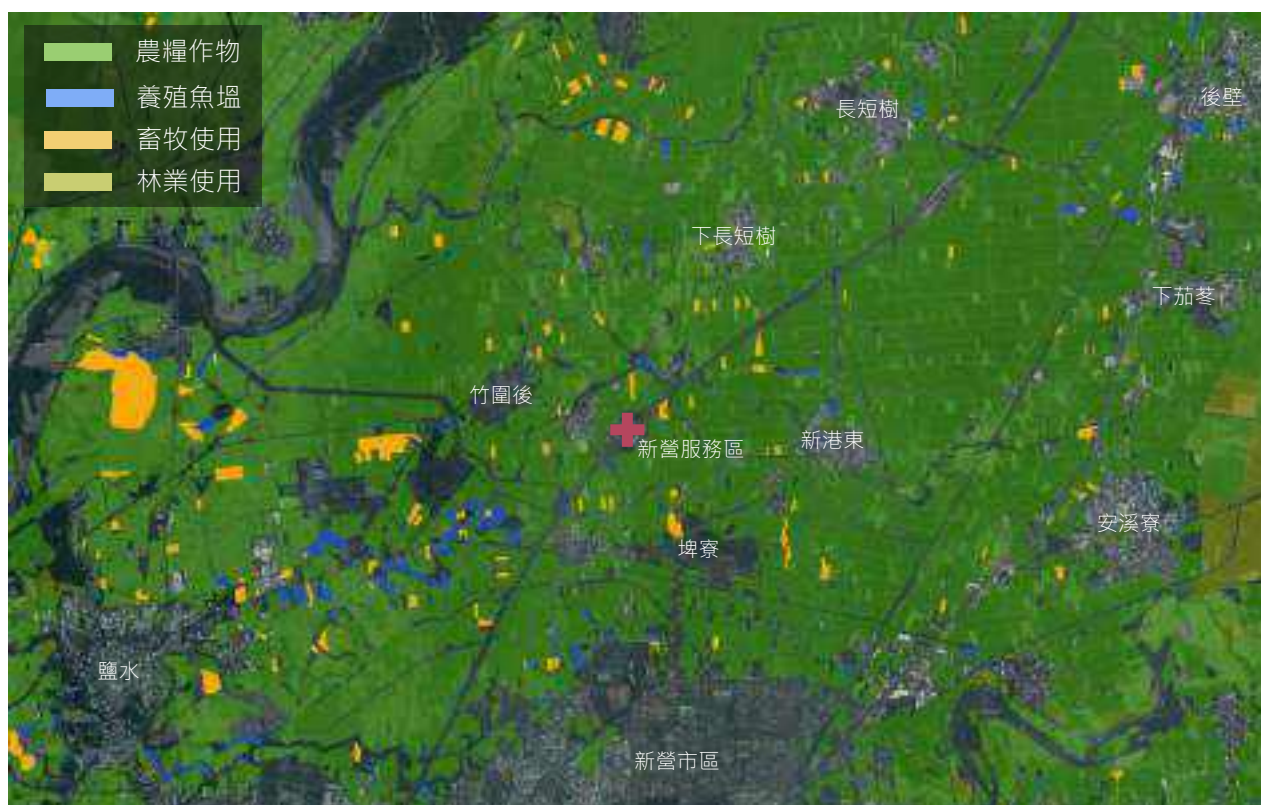 農糧作物
養殖魚塭
畜牧使用
林業使用
後壁
長短樹
下長短樹
下茄苳
竹圍後
新港東
新營服務區
安溪寮
埤寮
鹽水
新營市區